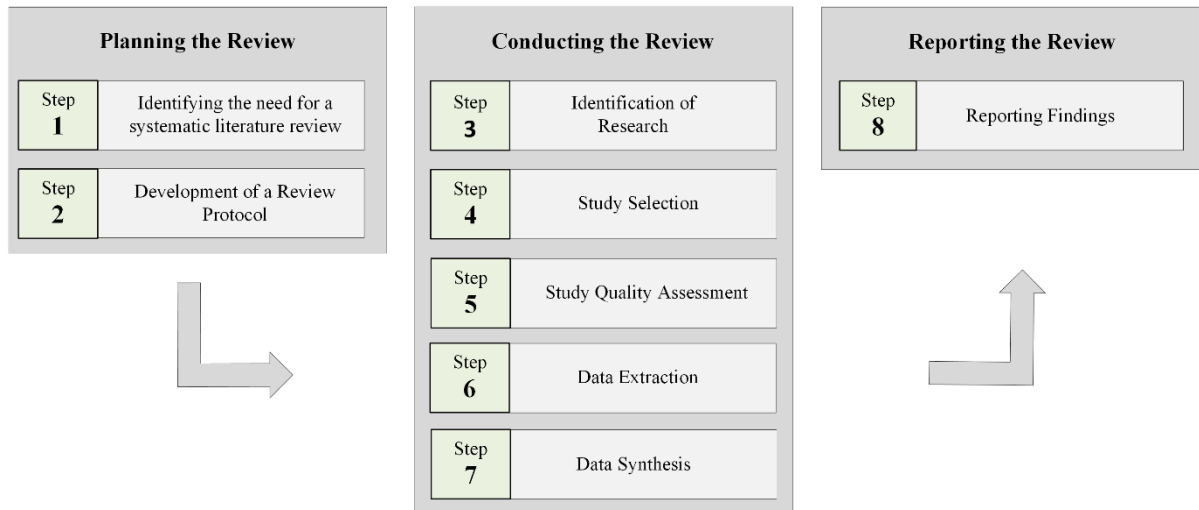 Planning the Review
Step
1
Identifying the need for a
systematic literature review
Step
2
Development of a Review
Protocol
Conducting the Review
Step
3
Identification of
Research
Step
4
Study Selection
Step
5
Study Quality Assessment
Step
6
Data Extraction
Step
7
Data Synthesis
Reporting the Review
Step
8
Reporting Findings